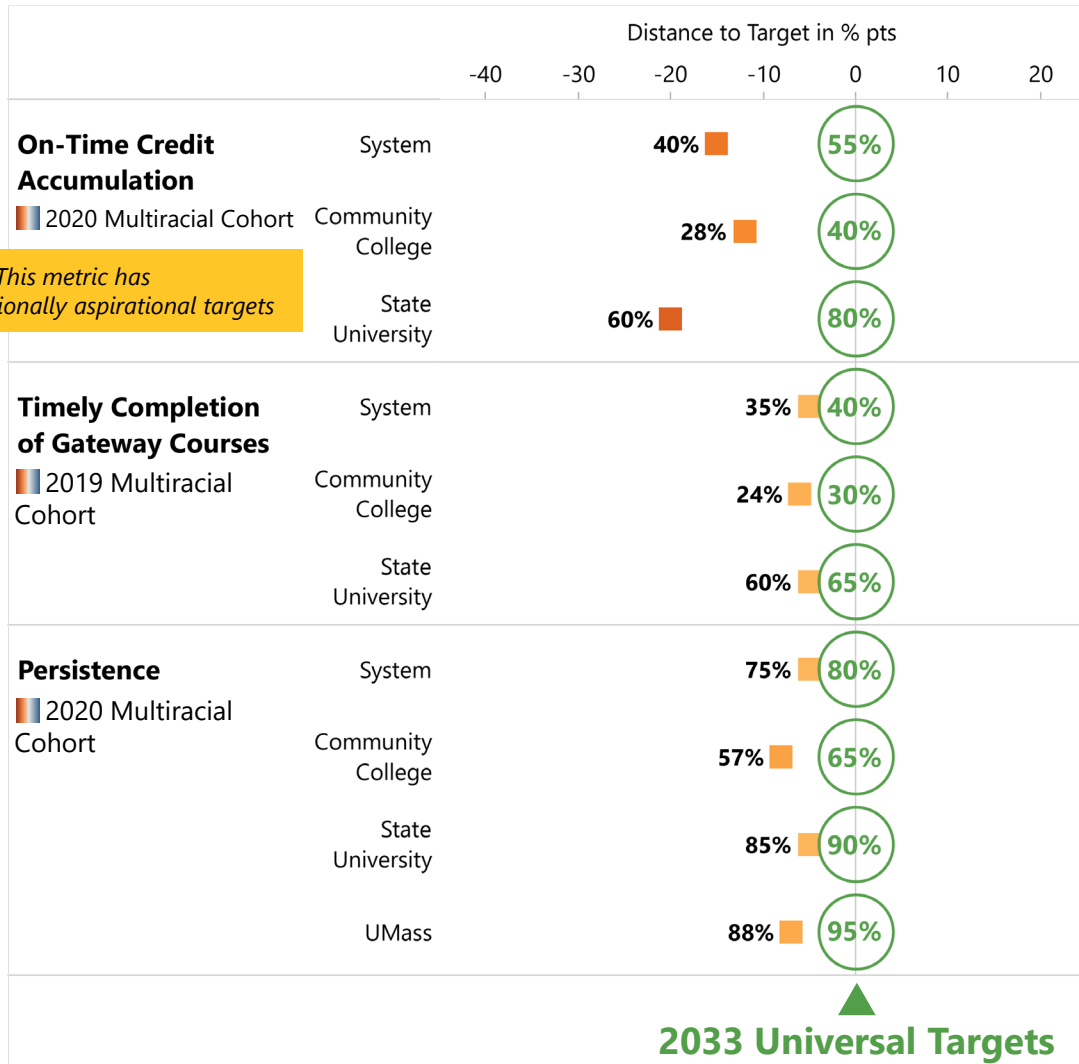 Distance to Target in % pts
-40 -30 -20 -10 0 10 20
On-Time Credit
Accumulation
2020 Multiracial Cohort
This metric has
ionally aspirational targets
System
40%
55%
Community
College
28%
40%
State
University
60%
80%
Timely Completion
of Gateway Courses
2019 Multiracial
Cohort
System
35%
40%
Community
College
24%
30%
State
University
60%
65%
Persistence
2020 Multiracial
Cohort
System
75%
80%
Community
College
57%
65%
State
University
85%
90%
UMass
88%
95%
2033 Universal Targets